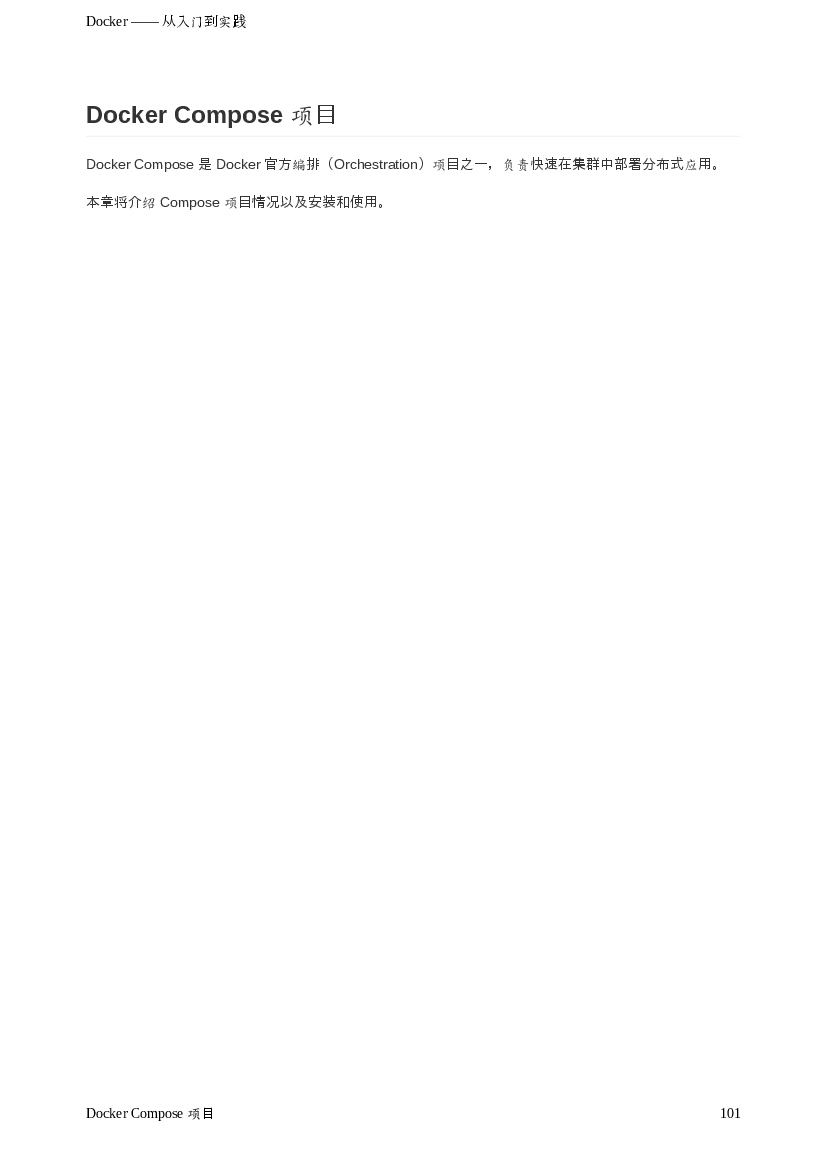 Docker —— 从入门到实践
Docker Compose 项目
Docker Compose 是 Docker 官方编排（Orchestration）项目之一，负责快速在集群中部署分布式应用。
本章将介绍 Compose 项目情况以及安装和使用。
Docker Compose 项目 101